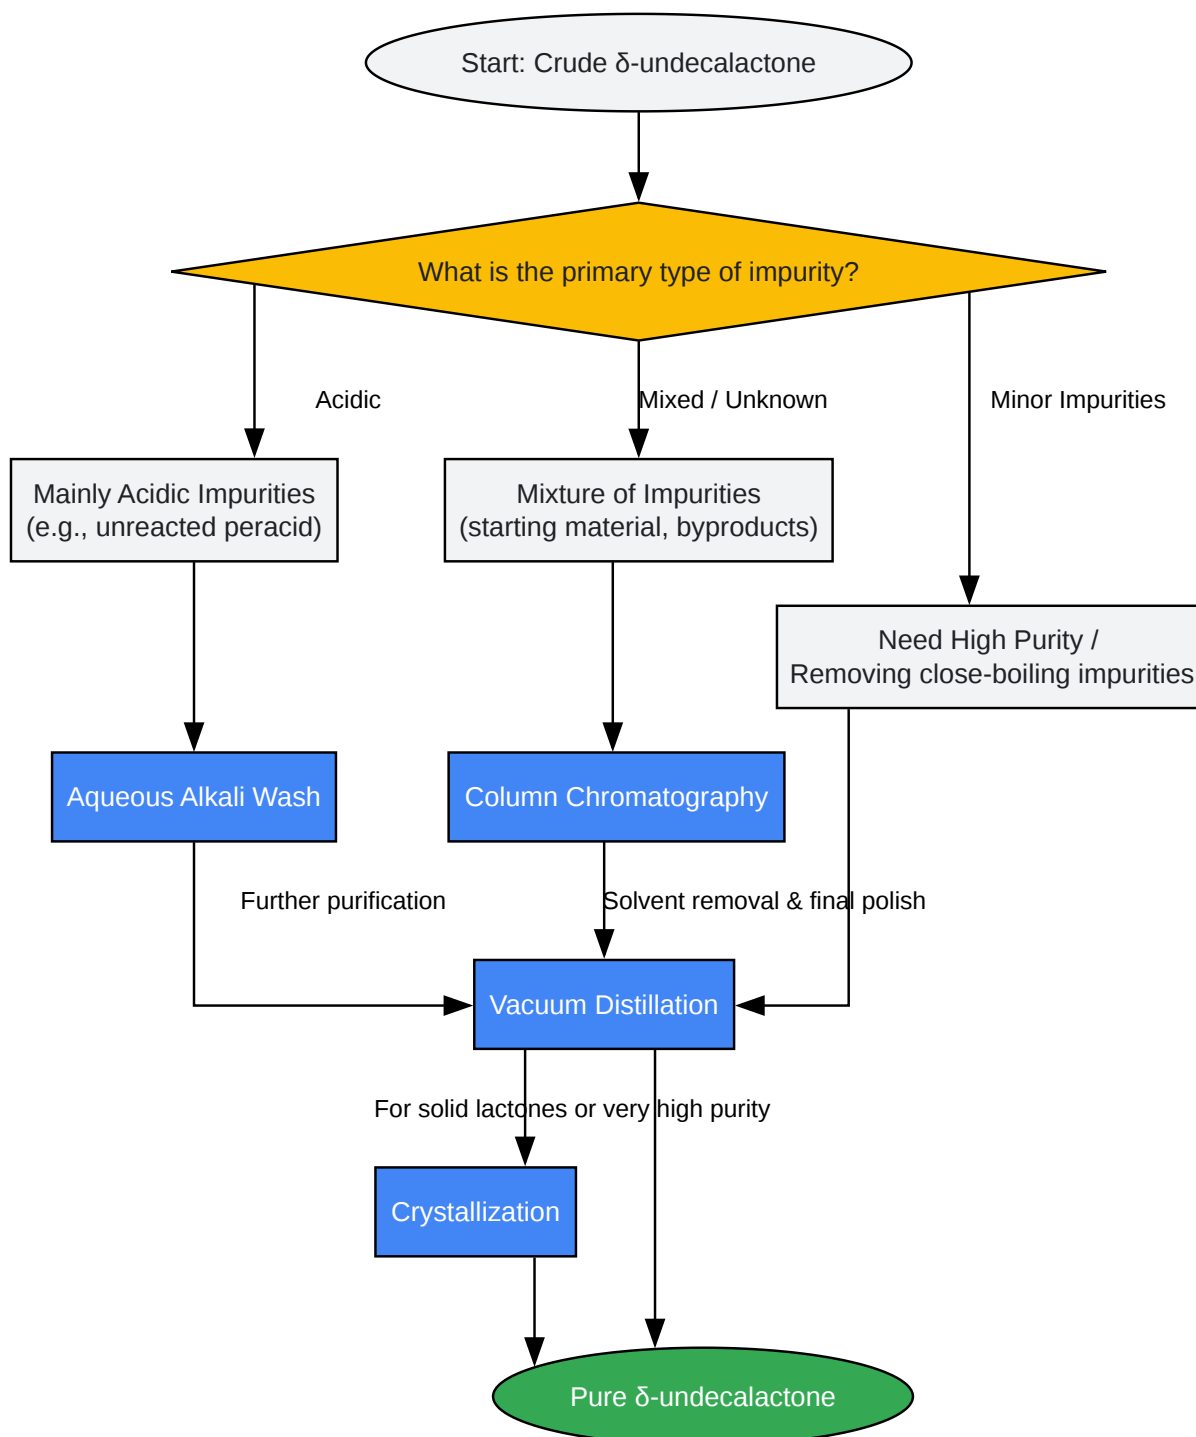 Start: Crude δ-undecalactone
What is the primary type of impurity?
Acidic
Mixed / Unknown
Minor Impurities
Mainly Acidic Impurities
(e.g., unreacted peracid)
Mixture of Impurities
(starting material, byproducts)
Need High Purity /
Removing close-boiling impurities
Aqueous Alkali Wash
Column Chromatography
Further purification
Solvent removal & final polish
Vacuum Distillation
For solid lactones or very high purity
Crystallization
Pure δ-undecalactone